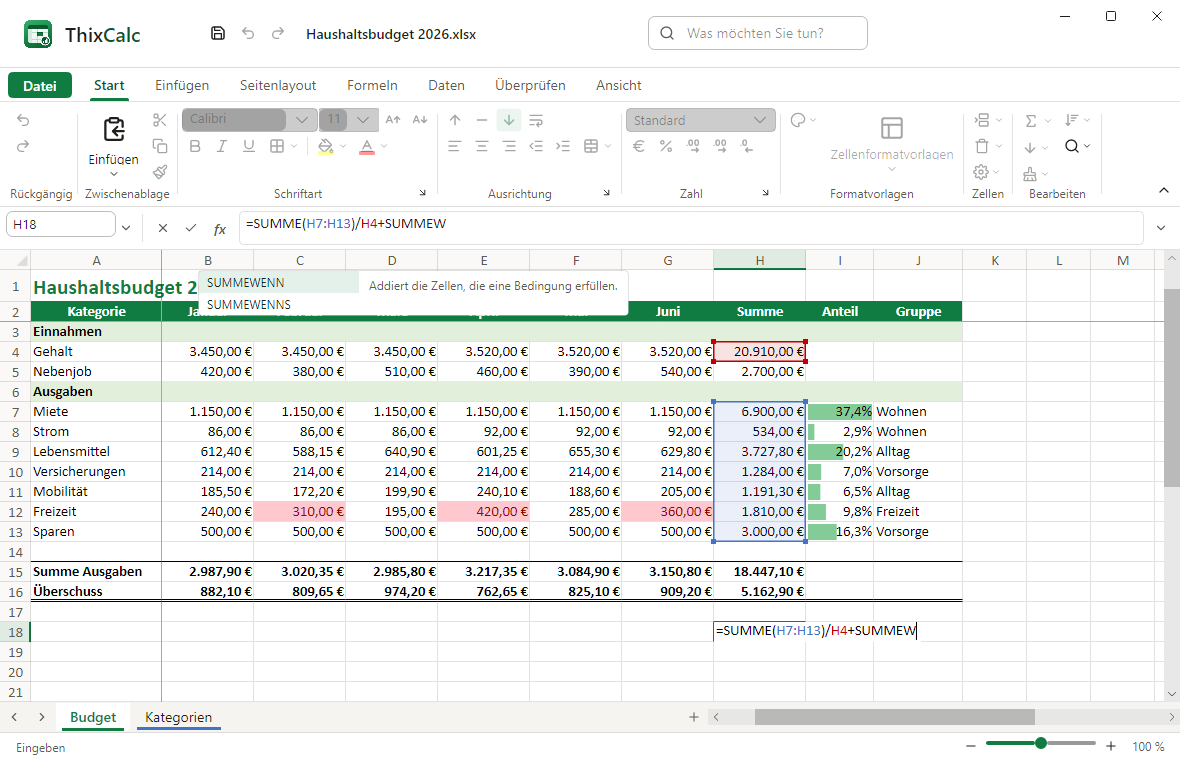 ThixCalc
Haushaltsbudget 2026.xlsx
Was möchten Sie tun?
Datei Start Einfügen Seitenlayout Formeln Daten Überprüfen Ansicht
Calibri 11 Standard
Einfügen
Zellenformatvorlagen
Rückgängig Zwischenablage Schriftart Ausrichtung Zahl Formatvorlagen Zellen Bearbeiten
H18 fx =SUMME(H7:H13)/H4+SUMMEW
A B C D E F G H I J K L M
1 Haushaltsbudget 2
SUMMEWENN Addiert die Zellen, die eine Bedingung erfüllen.
SUMMEWENNS
2 Kategorie Juni Summe Anteil Gruppe
3 Einnahmen
4 Gehalt 3.450,00 € 3.450,00 € 3.450,00 € 3.520,00 € 3.520,00 € 3.520,00 € 20.910,00 €
5 Nebenjob 420,00 € 380,00 € 510,00 € 460,00 € 390,00 € 540,00 € 2.700,00 €
6 Ausgaben
7 Miete 1.150,00 € 1.150,00 € 1.150,00 € 1.150,00 € 1.150,00 € 1.150,00 € 6.900,00 € 37,4% Wohnen
8 Strom 86,00 € 86,00 € 86,00 € 92,00 € 92,00 € 92,00 € 534,00 € 2,9% Wohnen
9 Lebensmittel 612,40 € 588,15 € 640,90 € 601,25 € 655,30 € 629,80 € 3.727,80 € 20,2% Alltag
10 Versicherungen 214,00 € 214,00 € 214,00 € 214,00 € 214,00 € 214,00 € 1.284,00 € 7,0% Vorsorge
11 Mobilität 185,50 € 172,20 € 199,90 € 240,10 € 188,60 € 205,00 € 1.191,30 € 6,5% Alltag
12 Freizeit 240,00 € 310,00 € 195,00 € 420,00 € 285,00 € 360,00 € 1.810,00 € 9,8% Freizeit
13 Sparen 500,00 € 500,00 € 500,00 € 500,00 € 500,00 € 500,00 € 3.000,00 € 16,3% Vorsorge
14
15 Summe Ausgaben 2.987,90 € 3.020,35 € 2.985,80 € 3.217,35 € 3.084,90 € 3.150,80 € 18.447,10 €
16 Überschuss 882,10 € 809,65 € 974,20 € 762,65 € 825,10 € 909,20 € 5.162,90 €
17
18 =SUMME(H7:H13)/H4+SUMMEW
19
20
21
Budget Kategorien
Eingeben 100 %